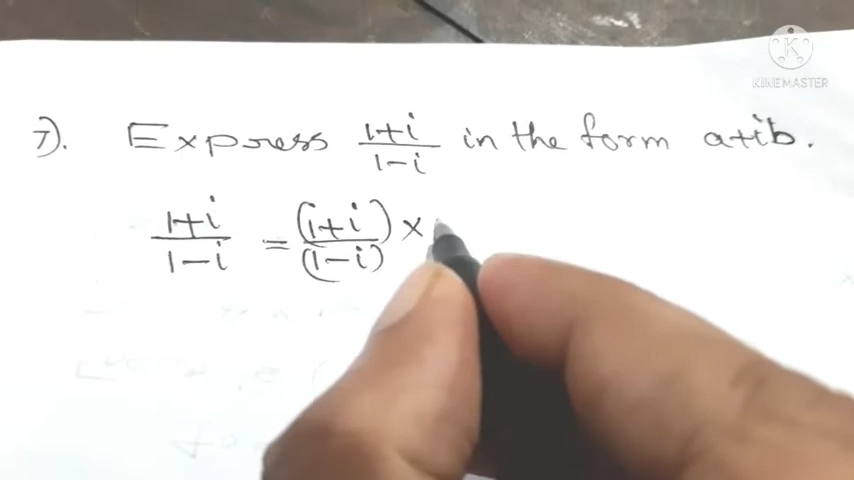 7). Express (1+i)/(1-i) in the form a+ib.
(1+i)/(1-i) = (1+i)/(1-i) ×
KINEMASTER